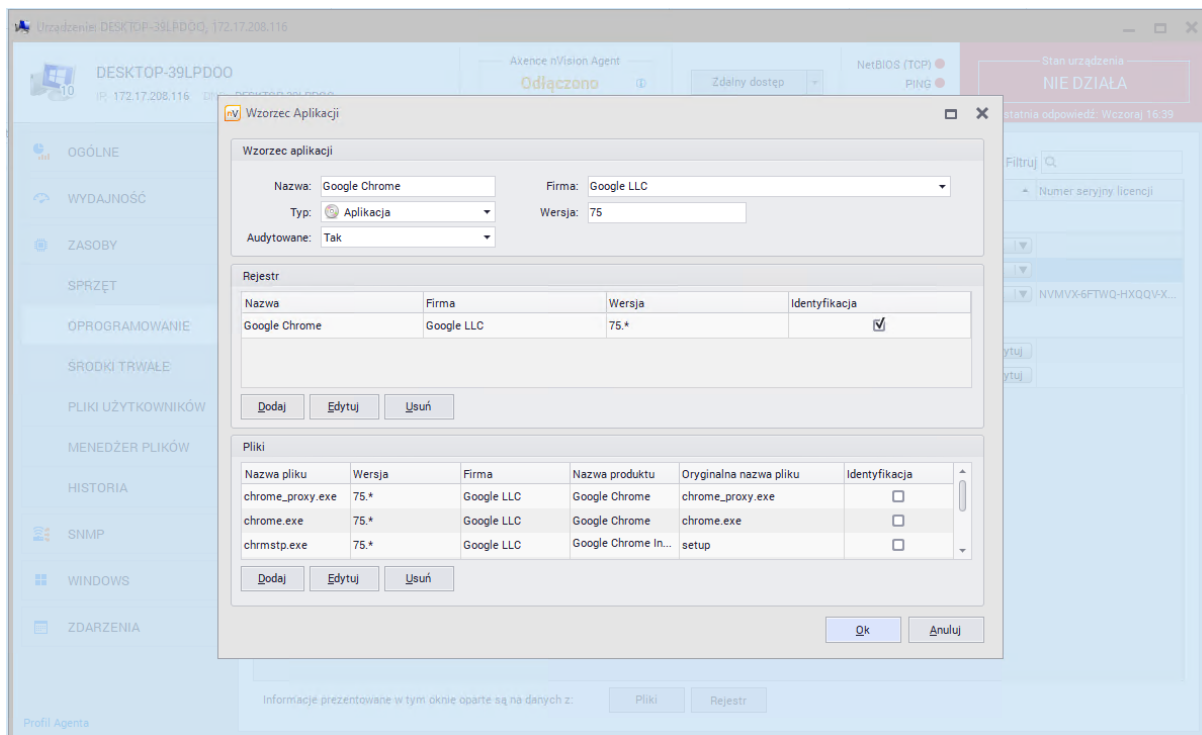 Urządzenie: DESKTOP-39LPDOO, 172.17.208.116
DESKTOP-39LPDOO
IP: 172.17.208.116
Axence nVision Agent
Odłączono
Zdalny dostęp
NetBIOS (TCP)
PING
Stan urządzenia
NIE DZIAŁA
ostatnia odpowiedź: Wczoraj 16:39
OGÓLNE
WYDAJNOŚĆ
ZASOBY
SPRZĘT
OPROGRAMOWANIE
ŚRODKI TRWAŁE
PLIKI UŻYTKOWNIKÓW
MENEDŻER PLIKÓW
HISTORIA
SNMP
WINDOWS
ZDARZENIA
Profil Agenta
Filtruj
Numer seryjny licencji
NVMVX-6FTWQ-HXQQV-X...
Wzorzec Aplikacji
Wzorzec aplikacji
Nazwa: Google Chrome Firma: Google LLC
Typ: Aplikacja Wersja: 75
Audytowane: Tak
Rejestr
Nazwa Firma Wersja Identyfikacja
Google Chrome Google LLC 75.*
Dodaj Edytuj Usuń
Pliki
Nazwa pliku Wersja Firma Nazwa produktu Oryginalna nazwa pliku Identyfikacja
chrome_proxy.exe 75.* Google LLC Google Chrome chrome_proxy.exe
chrome.exe 75.* Google LLC Google Chrome chrome.exe
chrmstp.exe 75.* Google LLC Google Chrome In... setup
Dodaj Edytuj Usuń
Ok Anuluj
Informacje prezentowane w tym oknie oparte są na danych z: Pliki Rejestr